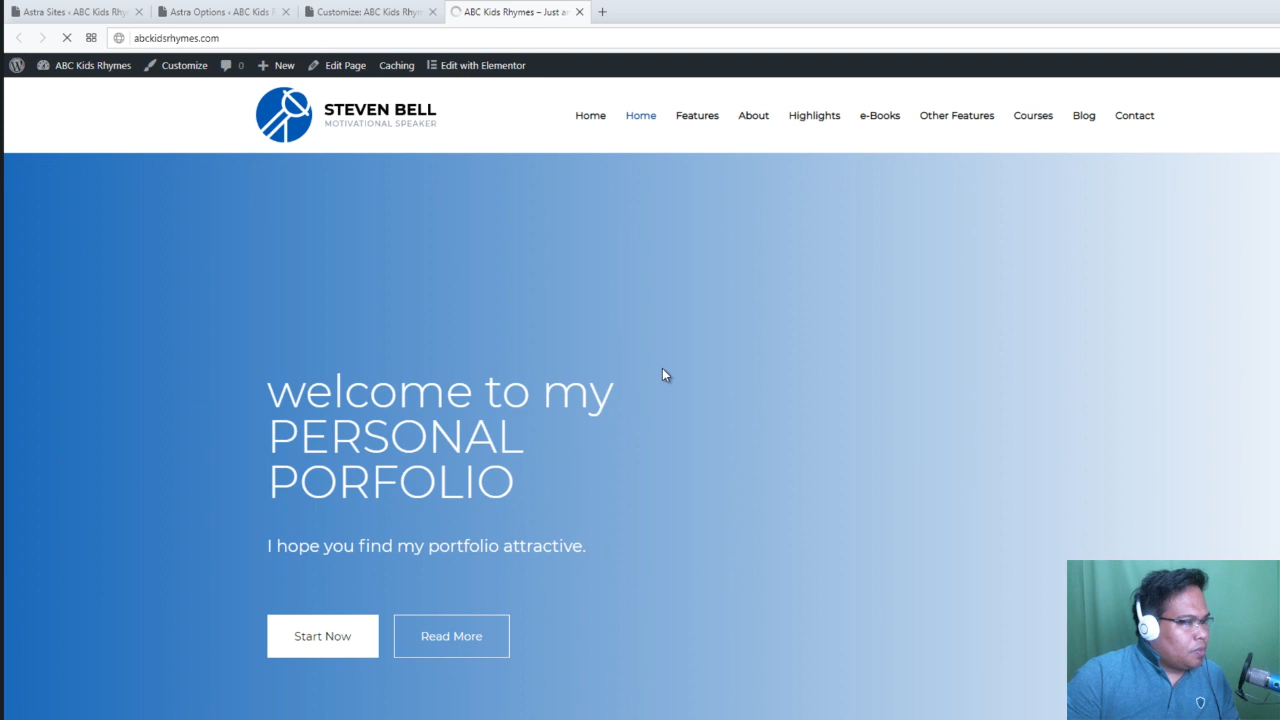 Astra Sites ‹ ABC Kids Rhy
Astra Options ‹ ABC Kids F
Customize: ABC Kids Rhym
ABC Kids Rhymes – Just a
abckidsrhymes.com
ABC Kids Rhymes
Customize
0
New
Edit Page
Caching
Edit with Elementor
STEVEN BELL
MOTIVATIONAL SPEAKER
Home Home Features About Highlights e-Books Other Features Courses Blog Contact
welcome to my
PERSONAL
PORFOLIO
I hope you find my portfolio attractive.
Start Now
Read More